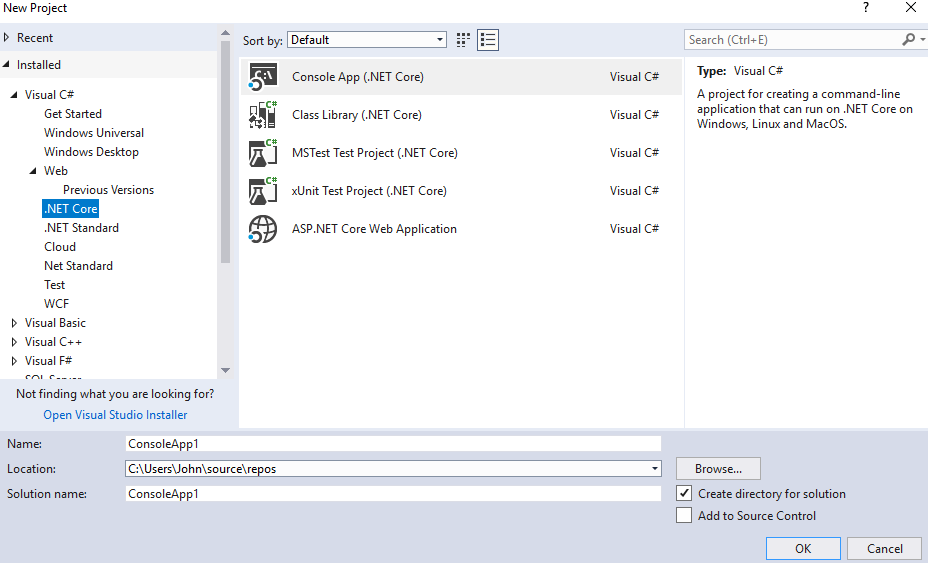 New Project
?
Recent
Installed
Visual C#
Get Started
Windows Universal
Windows Desktop
Web
Previous Versions
.NET Core
.NET Standard
Cloud
Net Standard
Test
WCF
Visual Basic
Visual C++
Visual F#
SQL Server
Not finding what you are looking for?
Open Visual Studio Installer
Sort by: Default
Console App (.NET Core) Visual C#
Class Library (.NET Core) Visual C#
MSTest Test Project (.NET Core) Visual C#
xUnit Test Project (.NET Core) Visual C#
ASP.NET Core Web Application Visual C#
Search (Ctrl+E)
Type: Visual C#
A project for creating a command-line
application that can run on .NET Core on
Windows, Linux and MacOS.
Name: ConsoleApp1
Location: C:\Users\John\source\repos Browse...
Solution name: ConsoleApp1
Create directory for solution
Add to Source Control
OK Cancel